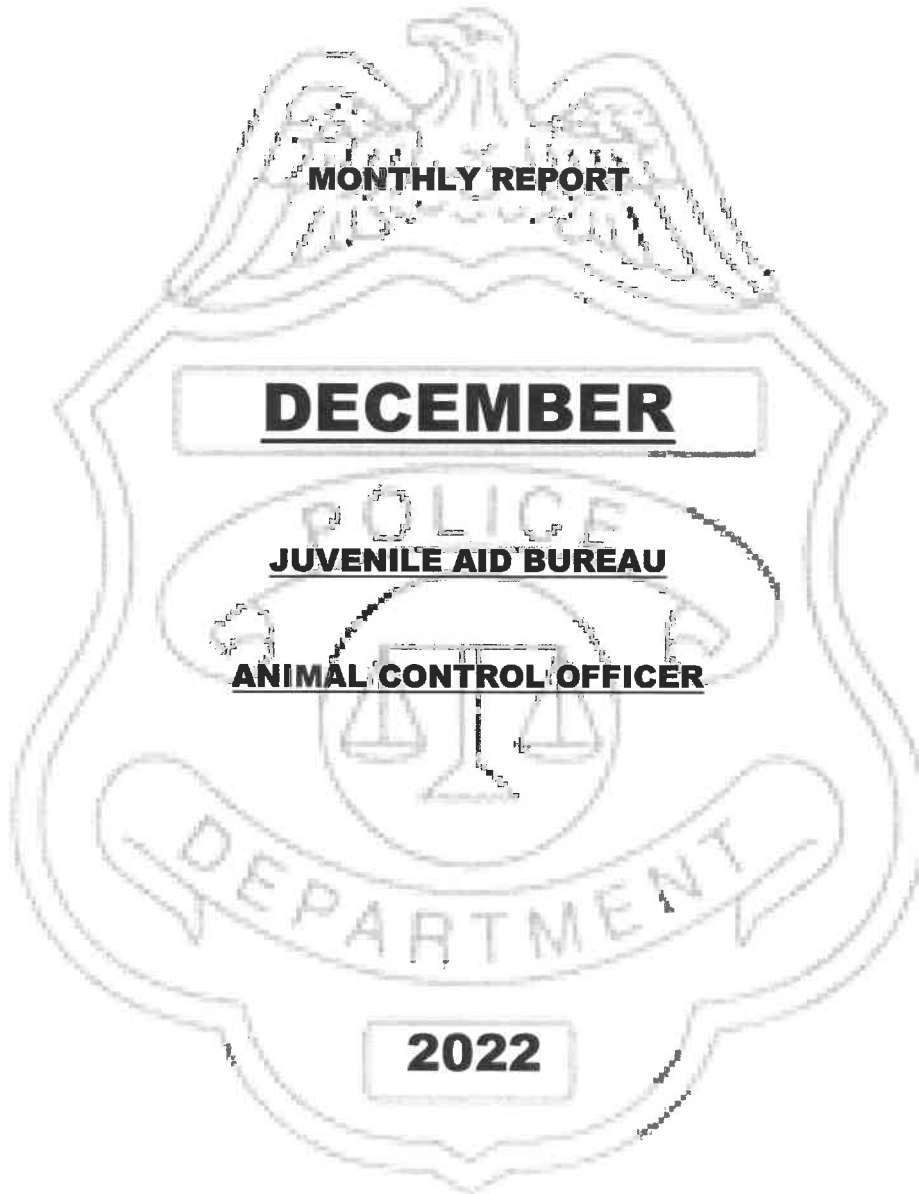 MONTHLY REPORT
DECEMBER
POLICE
JUVENILE AID BUREAU
ANIMAL CONTROL OFFICER
DEPARTMENT
2022